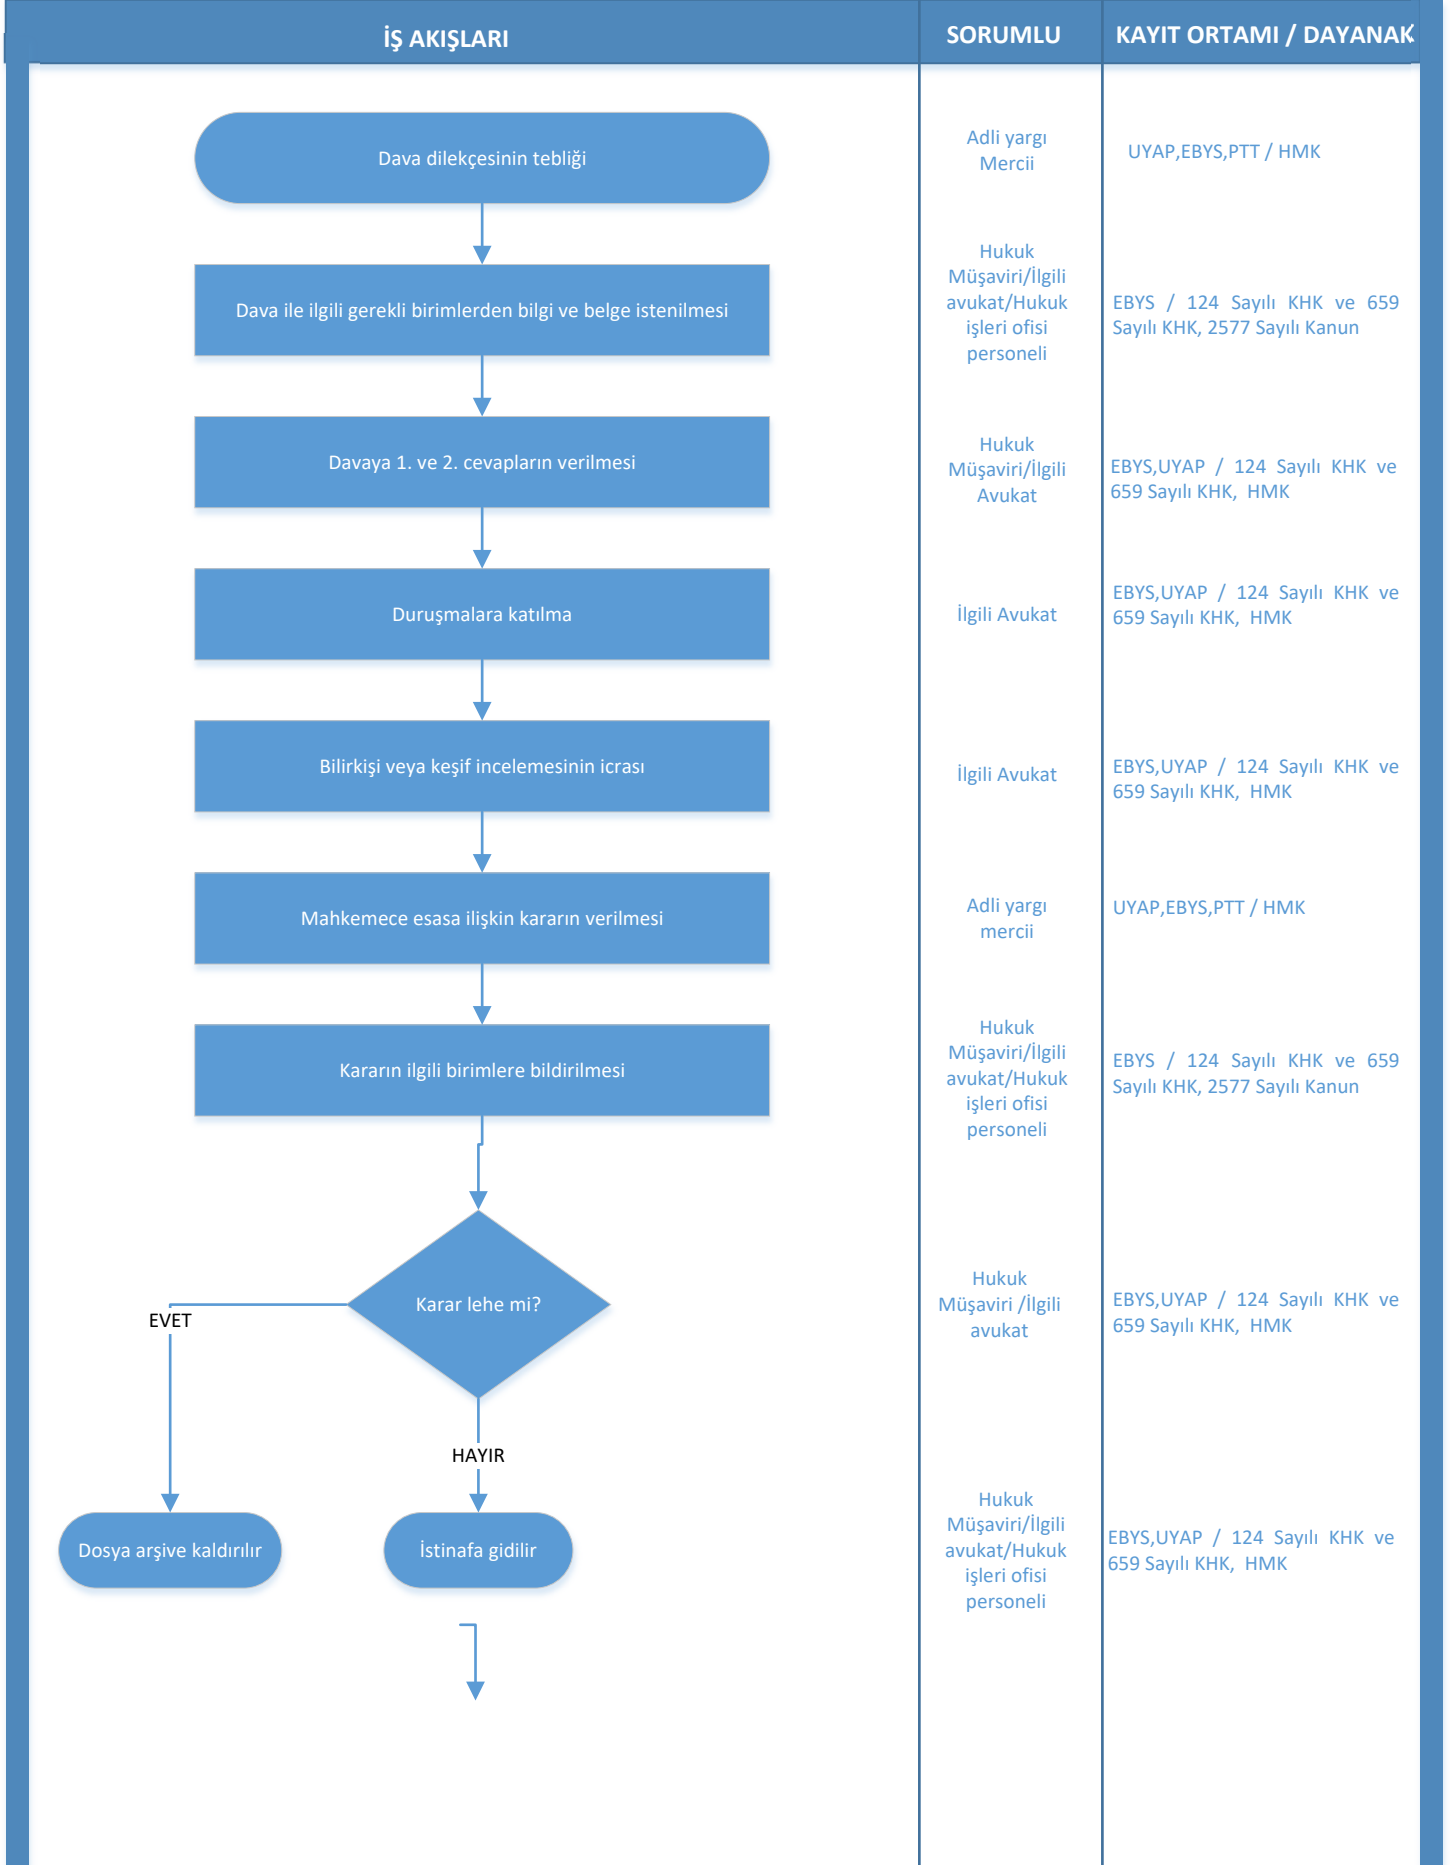 İŞ AKIŞLARI
SORUMLU
KAYIT ORTAMI / DAYANAK
Dava dilekçesinin tebliği
Adli yargı
Mercii
UYAP,EBYS,PTT / HMK
Dava ile ilgili gerekli birimlerden bilgi ve belge istenilmesi
Hukuk
Müşaviri/İlgili
avukat/Hukuk
işleri ofisi
personeli
EBYS / 124 Sayılı KHK ve 659
Sayılı KHK, 2577 Sayılı Kanun
Davaya 1. ve 2. cevapların verilmesi
Hukuk
Müşaviri/İlgili
Avukat
EBYS,UYAP / 124 Sayılı KHK ve
659 Sayılı KHK, HMK
Duruşmalara katılma
İlgili Avukat
EBYS,UYAP / 124 Sayılı KHK ve
659 Sayılı KHK, HMK
Bilirkişi veya keşif incelemesinin icrası
İlgili Avukat
EBYS,UYAP / 124 Sayılı KHK ve
659 Sayılı KHK, HMK
Mahkemece esasa ilişkin kararın verilmesi
Adli yargı
mercii
UYAP,EBYS,PTT / HMK
Kararın ilgili birimlere bildirilmesi
Hukuk
Müşaviri/İlgili
avukat/Hukuk
işleri ofisi
personeli
EBYS / 124 Sayılı KHK ve 659
Sayılı KHK, 2577 Sayılı Kanun
Karar lehe mi?
Hukuk
Müşaviri /İlgili
avukat
EBYS,UYAP / 124 Sayılı KHK ve
659 Sayılı KHK, HMK
EVET
HAYIR
Dosya arşive kaldırılır
İstinafa gidilir
Hukuk
Müşaviri/İlgili
avukat/Hukuk
işleri ofisi
personeli
EBYS,UYAP / 124 Sayılı KHK ve
659 Sayılı KHK, HMK